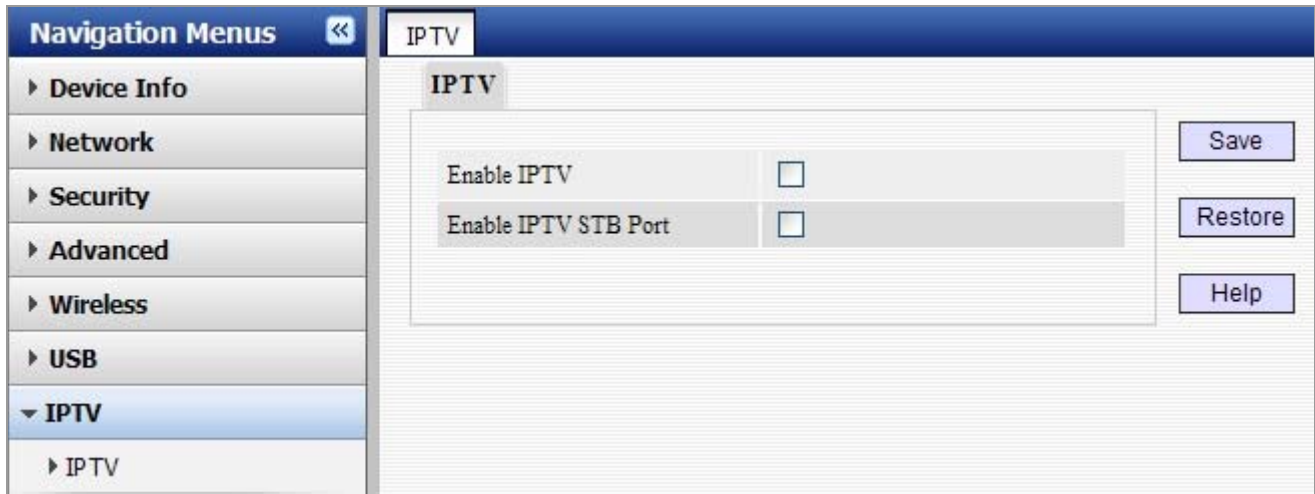 Navigation Menus
Device Info
Network
Security
Advanced
Wireless
USB
IPTV
IPTV
IPTV
IPTV
Enable IPTV
Enable IPTV STB Port
Save
Restore
Help